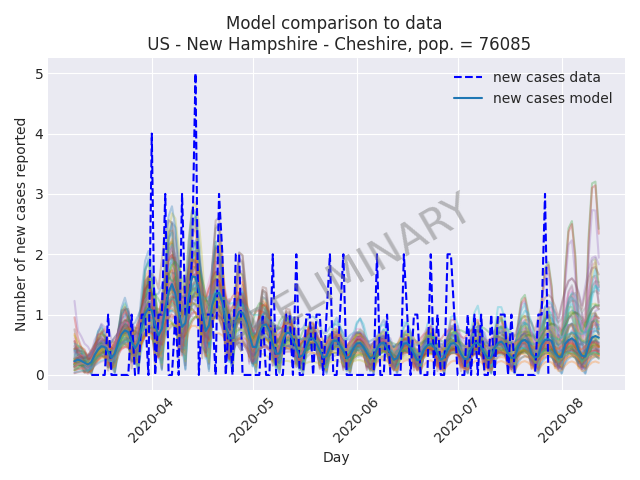 Model comparison to data
US - New Hampshire - Cheshire, pop. = 76085
Number of new cases reported
5
4
3
2
1
0
new cases data
new cases model
PRELIMINARY
2020-04
2020-05
2020-06
2020-07
2020-08
Day